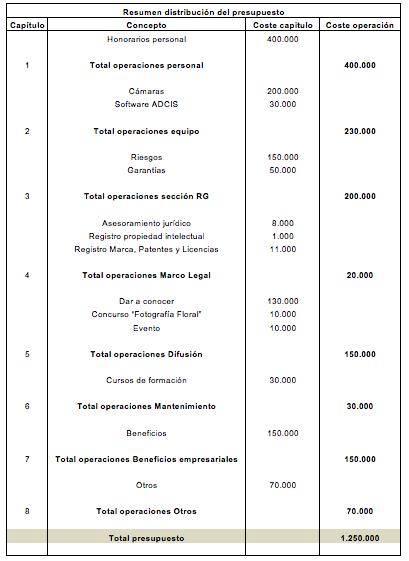 Resumen distribución del presupuesto
Capítulo Concepto Coste capítulo Coste operación
Honorarios personal 400.000
1 Total operaciones personal 400.000
Cámaras 200.000
Software ADCIS 30.000
2 Total operaciones equipo 230.000
Riesgos 150.000
Garantías 50.000
3 Total operaciones sección RG 200.000
Asesoramiento jurídico 8.000
Registro propiedad intelectual 1.000
Registro Marca, Patentes y Licencias 11.000
4 Total operaciones Marco Legal 20.000
Dar a conocer 130.000
Concurso “Fotografía Floral” 10.000
Evento 10.000
5 Total operaciones Difusión 150.000
Cursos de formación 30.000
6 Total operaciones Mantenimiento 30.000
Beneficios 150.000
7 Total operaciones Beneficios empresariales 150.000
Otros 70.000
8 Total operaciones Otros 70.000
Total presupuesto 1.250.000